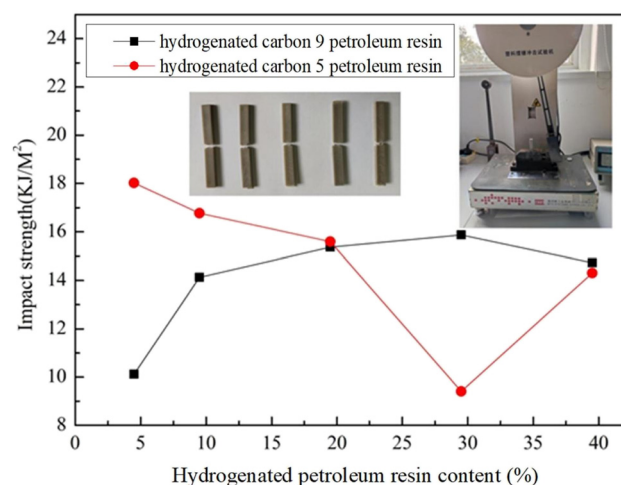 24
22
20
18
16
14
12
10
8
Impact strength(KJ/M²)
hydrogenated carbon 9 petroleum resin
hydrogenated carbon 5 petroleum resin
0 5 10 20 25 30 35 40
Hydrogenated petroleum resin content (%)